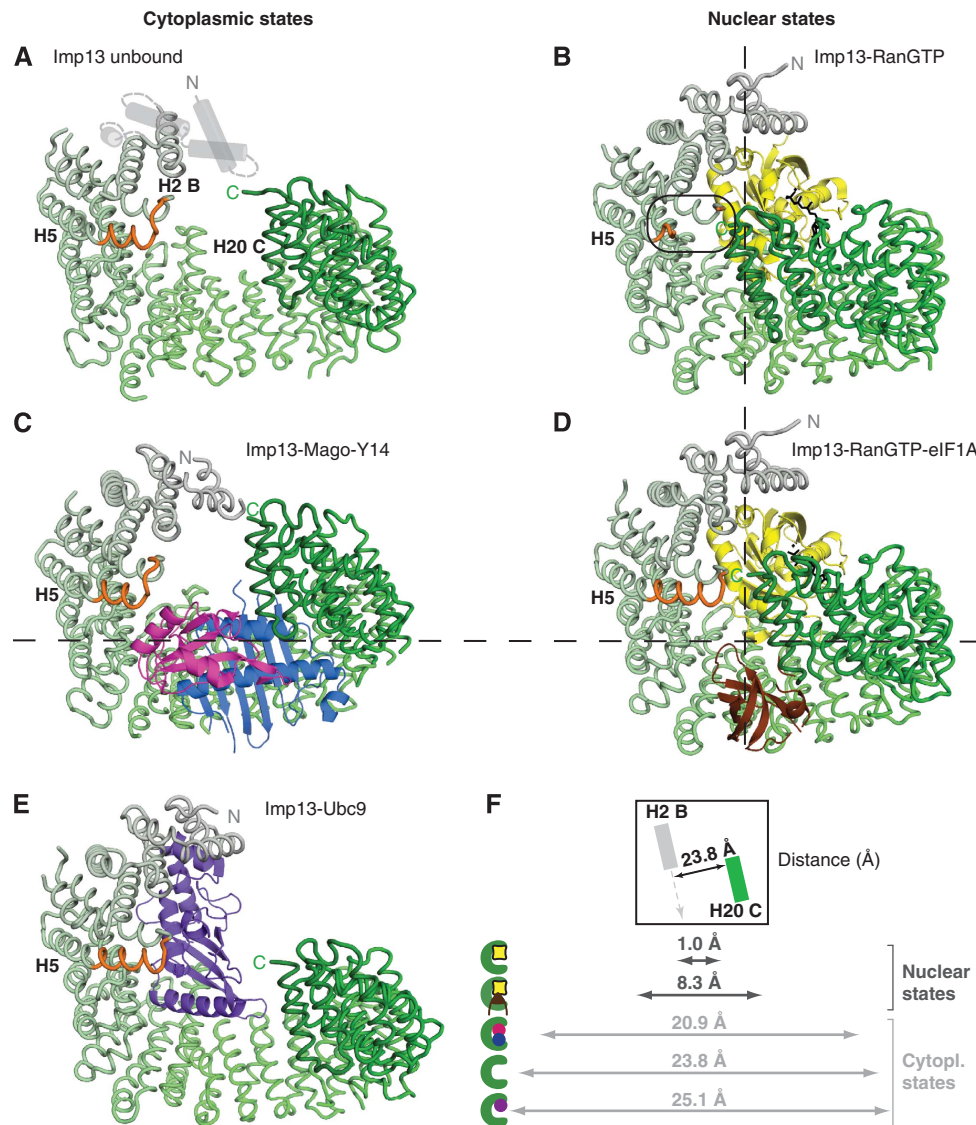 Cytoplasmic states
Nuclear states
A
Imp13 unbound
N
H2 B
C
H5
H20 C
B
Imp13-RanGTP
N
C
H5
C
Imp13-Mago-Y14
N
C
H5
D
Imp13-RanGTP-eIF1A
N
C
H5
E
Imp13-Ubc9
N
C
H5
F
H2 B
23.8 Å
Distance (Å)
H20 C
1.0 Å
8.3 Å
Nuclear
states
20.9 Å
23.8 Å
25.1 Å
Cytopl.
states